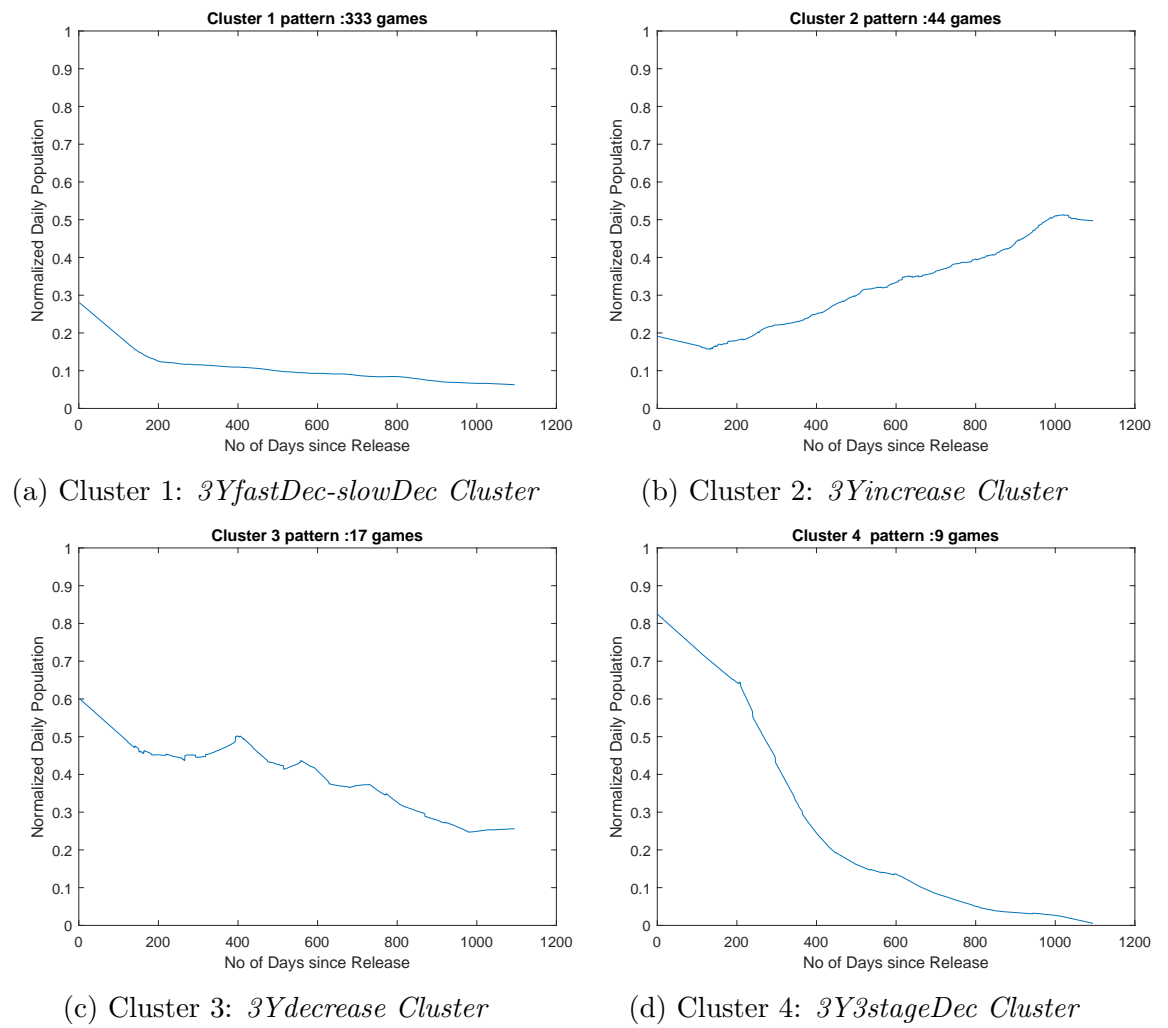 Cluster 1 pattern :333 games
1
0.9
0.8
0.7
0.6
0.5
0.4
0.3
0.2
0.1
0
Normalized Daily Population
0 200 400 600 800 1000 1200
No of Days since Release
(a) Cluster 1: 3YfastDec-slowDec Cluster
Cluster 2 pattern :44 games
1
0.9
0.8
0.7
0.6
0.5
0.4
0.3
0.2
0.1
0
Normalized Daily Population
0 200 400 600 800 1000 1200
No of Days since Release
(b) Cluster 2: 3Yincrease Cluster
Cluster 3 pattern :17 games
1
0.9
0.8
0.7
0.6
0.5
0.4
0.3
0.2
0.1
0
Normalized Daily Population
0 200 400 600 800 1000 1200
No of Days since Release
(c) Cluster 3: 3Ydecrease Cluster
Cluster 4  pattern :9 games
1
0.9
0.8
0.7
0.6
0.5
0.4
0.3
0.2
0.1
0
Normalized Daily Population
0 200 400 600 800 1000 1200
No of Days since Release
(d) Cluster 4: 3Y3stageDec Cluster